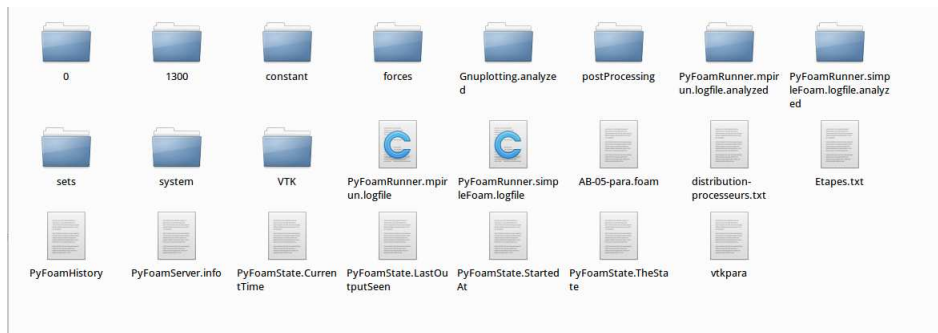 0
1300
constant
forces
Gnuplotting.analyze
d
postProcessing
PyFoamRunner.mpir
un.logfile.analyzed
PyFoamRunner.simp
leFoam.logfile.analyz
ed
sets
system
VTK
PyFoamRunner.mpir
un.logfile
PyFoamRunner.simp
leFoam.logfile
AB-05-para.foam
distribution-
processeurs.txt
Etapes.txt
PyFoamHistory
PyFoamServer.info
PyFoamState.Curren
tTime
PyFoamState.LastOu
tputSeen
PyFoamState.Started
At
PyFoamState.TheSta
te
vtkpara